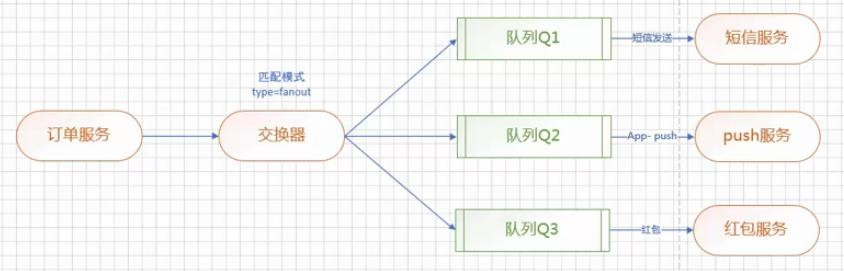 队列Q1
短信发送
短信服务
匹配模式
type=fanout
订单服务
交换器
队列Q2
App- push
push服务
队列Q3
红包
红包服务